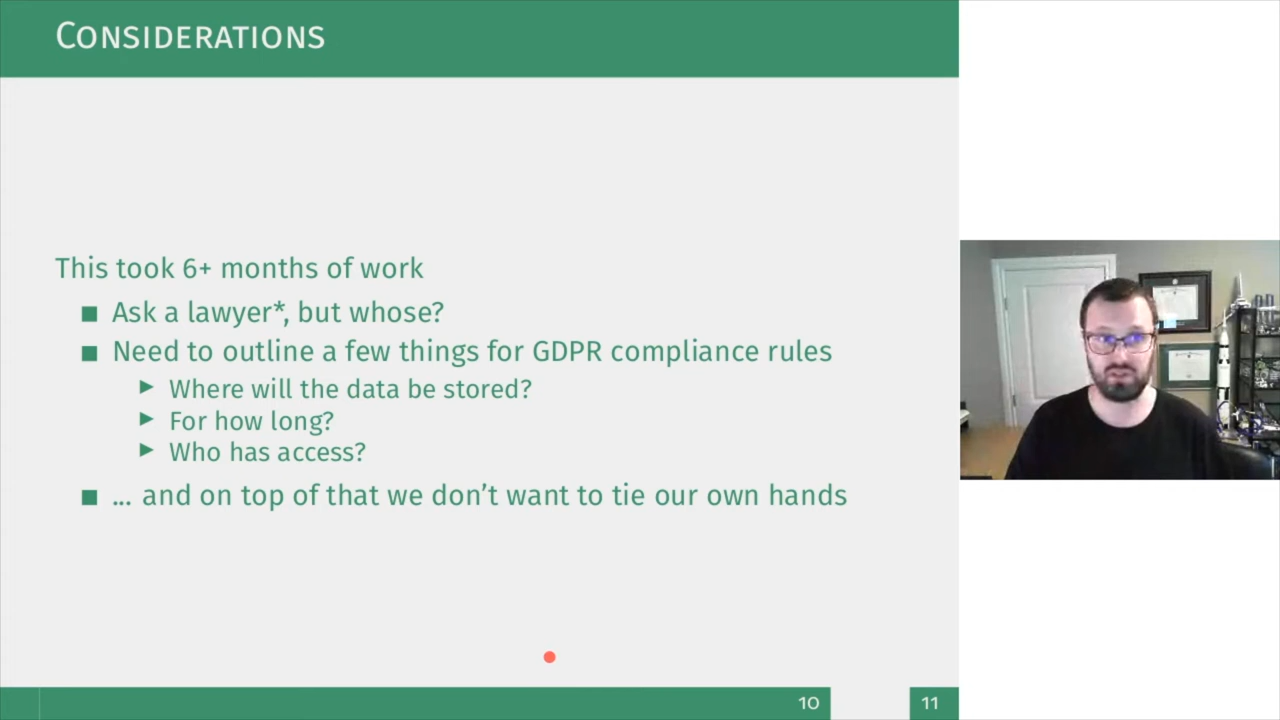 Considerations
This took 6+ months of work
■ Ask a lawyer*, but whose?
■ Need to outline a few things for GDPR compliance rules
▶ Where will the data be stored?
▶ For how long?
▶ Who has access?
■ ... and on top of that we don't want to tie our own hands
10
11